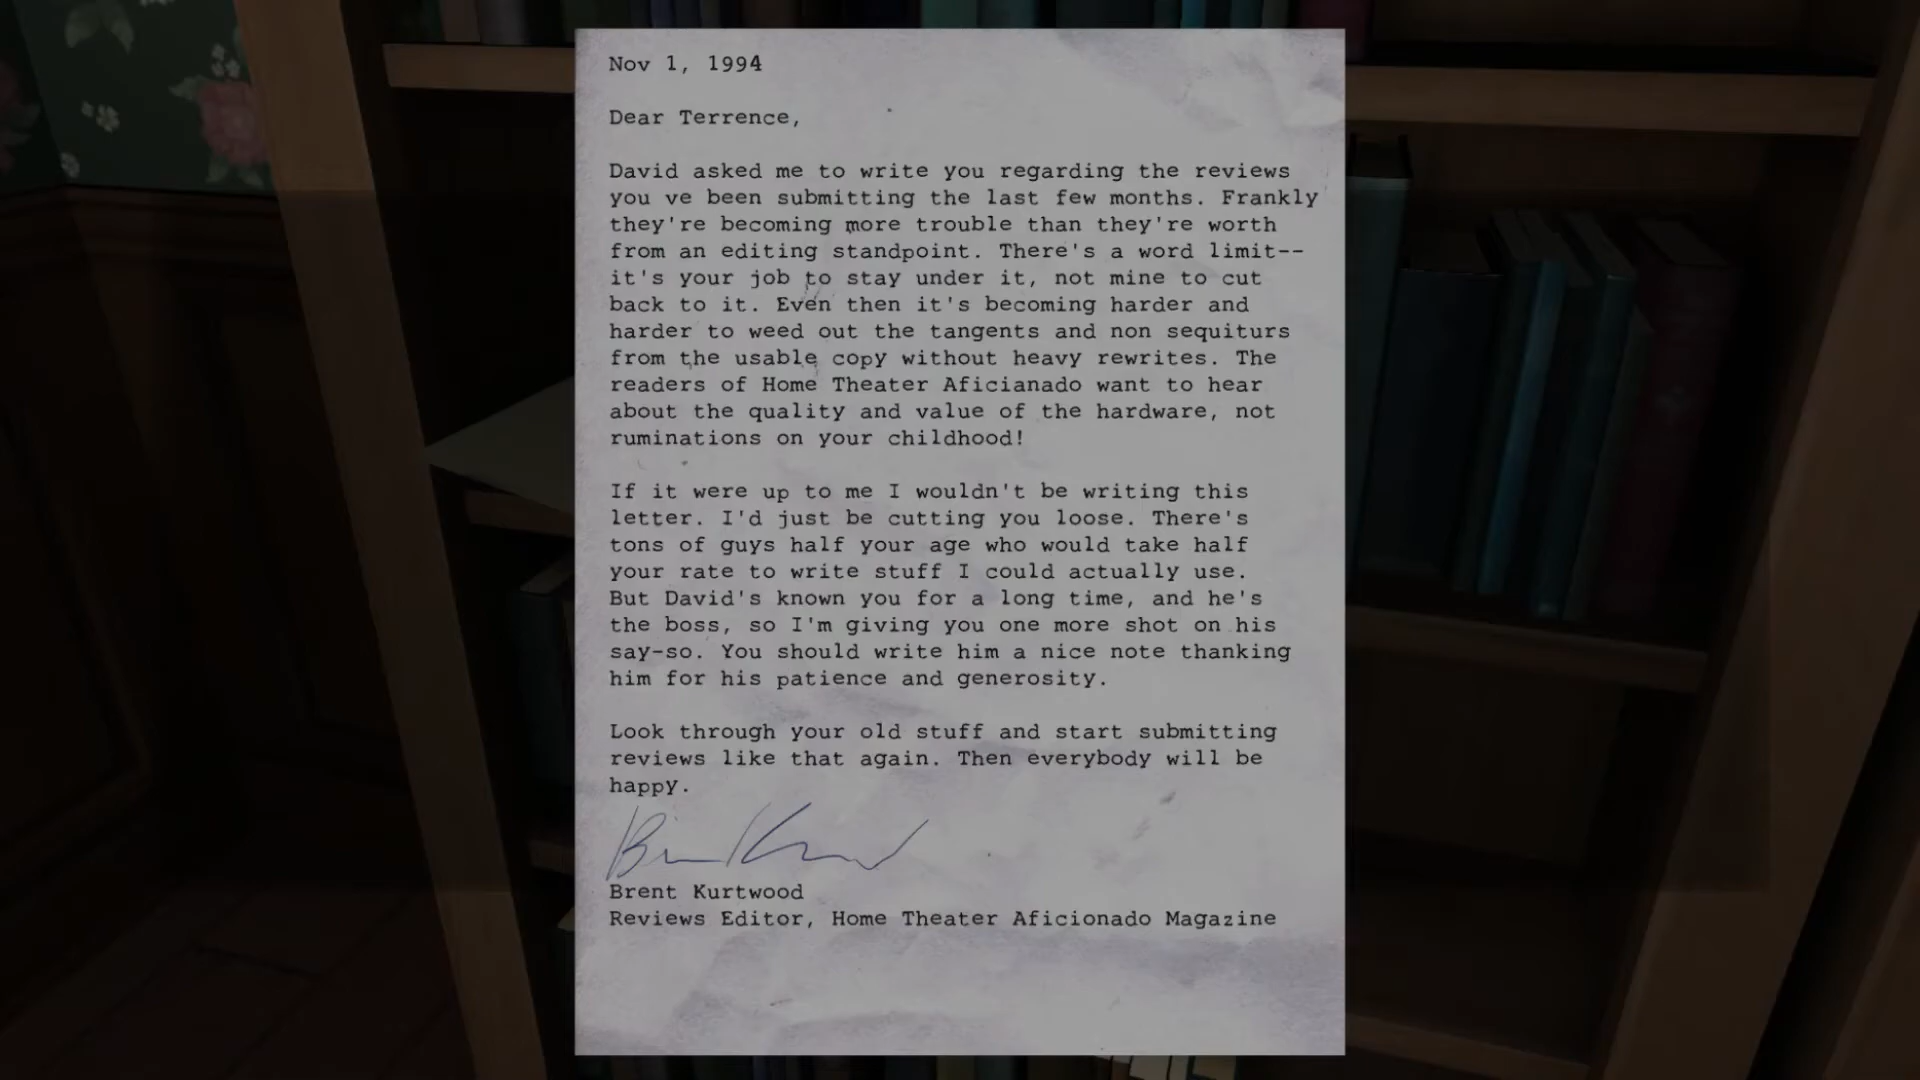 Nov 1, 1994
Dear Terrence,
David asked me to write you regarding the reviews
you ve been submitting the last few months. Frankly
they're becoming more trouble than they're worth
from an editing standpoint. There's a word limit--
it's your job to stay under it, not mine to cut
back to it. Even then it's becoming harder and
harder to weed out the tangents and non sequiturs
from the usable copy without heavy rewrites. The
readers of Home Theater Aficianado want to hear
about the quality and value of the hardware, not
ruminations on your childhood!
If it were up to me I wouldn't be writing this
letter. I'd just be cutting you loose. There's
tons of guys half your age who would take half
your rate to write stuff I could actually use.
But David's known you for a long time, and he's
the boss, so I'm giving you one more shot on his
say-so. You should write him a nice note thanking
him for his patience and generosity.
Look through your old stuff and start submitting
reviews like that again. Then everybody will be
happy.
Brent Kurtwood
Reviews Editor, Home Theater Aficionado Magazine